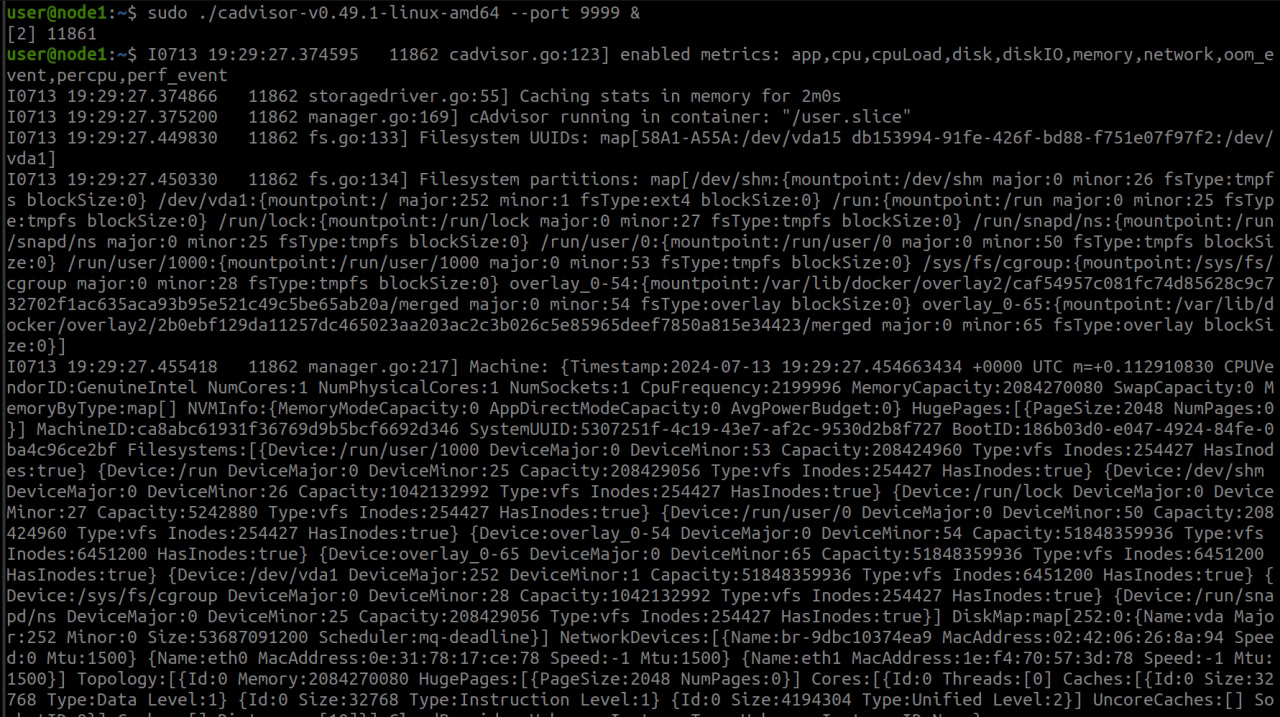 user@node1:~$ sudo ./cadvisor-v0.49.1-linux-amd64 --port 9999 &
[2] 11861
user@node1:~$ I0713 19:29:27.374595   11862 cadvisor.go:123] enabled metrics: app,cpu,cpuLoad,disk,diskIO,memory,network,oom_e
vent,percpu,perf_event
I0713 19:29:27.374866   11862 storagedriver.go:55] Caching stats in memory for 2m0s
I0713 19:29:27.375200   11862 manager.go:169] cAdvisor running in container: "/user.slice"
I0713 19:29:27.449830   11862 fs.go:133] Filesystem UUIDs: map[58A1-A55A:/dev/vda15 db153994-91fe-426f-bd88-f751e07f97f2:/dev/
vda1]
I0713 19:29:27.450330   11862 fs.go:134] Filesystem partitions: map[/dev/shm:{mountpoint:/dev/shm major:0 minor:26 fsType:tmpf
s blockSize:0} /dev/vda1:{mountpoint:/ major:252 minor:1 fsType:ext4 blockSize:0} /run:{mountpoint:/run major:0 minor:25 fsTyp
e:tmpfs blockSize:0} /run/lock:{mountpoint:/run/lock major:0 minor:27 fsType:tmpfs blockSize:0} /run/snapd/ns:{mountpoint:/run
/snapd/ns major:0 minor:25 fsType:tmpfs blockSize:0} /run/user/0:{mountpoint:/run/user/0 major:0 minor:50 fsType:tmpfs blockSi
ze:0} /run/user/1000:{mountpoint:/run/user/1000 major:0 minor:53 fsType:tmpfs blockSize:0} /sys/fs/cgroup:{mountpoint:/sys/fs/
cgroup major:0 minor:28 fsType:tmpfs blockSize:0} overlay_0-54:{mountpoint:/var/lib/docker/overlay2/caf54957c081fc74d85628c9c7
32702f1ac635aca93b95e521c49c5be65ab20a/merged major:0 minor:54 fsType:overlay blockSize:0} overlay_0-65:{mountpoint:/var/lib/d
ocker/overlay2/2b0ebf129da11257dc465023aa203ac2c3b026c5e85965deef7850a815e34423/merged major:0 minor:65 fsType:overlay blockSi
ze:0}]
I0713 19:29:27.455418   11862 manager.go:217] Machine: {Timestamp:2024-07-13 19:29:27.454663434 +0000 UTC m=+0.112910830 CPUVe
ndorID:GenuineIntel NumCores:1 NumPhysicalCores:1 NumSockets:1 CpuFrequency:2199996 MemoryCapacity:2084270080 SwapCapacity:0 M
emoryByType:map[] NVMInfo:{MemoryModeCapacity:0 AppDirectModeCapacity:0 AvgPowerBudget:0} HugePages:[{PageSize:2048 NumPages:0
}] MachineID:ca8abc61931f36769d9b5bcf6692d346 SystemUUID:5307251f-4c19-43e7-af2c-9530d2b8f727 BootID:186b03d0-e047-4924-84fe-0
ba4c96ce2bf Filesystems:[{Device:/run/user/1000 DeviceMajor:0 DeviceMinor:53 Capacity:208424960 Type:vfs Inodes:254427 HasInod
es:true} {Device:/run DeviceMajor:0 DeviceMinor:25 Capacity:208429056 Type:vfs Inodes:254427 HasInodes:true} {Device:/dev/shm
DeviceMajor:0 DeviceMinor:26 Capacity:1042132992 Type:vfs Inodes:254427 HasInodes:true} {Device:/run/lock DeviceMajor:0 Device
Minor:27 Capacity:5242880 Type:vfs Inodes:254427 HasInodes:true} {Device:/run/user/0 DeviceMajor:0 DeviceMinor:50 Capacity:208
424960 Type:vfs Inodes:254427 HasInodes:true} {Device:overlay_0-54 DeviceMajor:0 DeviceMinor:54 Capacity:51848359936 Type:vfs
Inodes:6451200 HasInodes:true} {Device:overlay_0-65 DeviceMajor:0 DeviceMinor:65 Capacity:51848359936 Type:vfs Inodes:6451200
HasInodes:true} {Device:/dev/vda1 DeviceMajor:252 DeviceMinor:1 Capacity:51848359936 Type:vfs Inodes:6451200 HasInodes:true} {
Device:/sys/fs/cgroup DeviceMajor:0 DeviceMinor:28 Capacity:1042132992 Type:vfs Inodes:254427 HasInodes:true} {Device:/run/sna
pd/ns DeviceMajor:0 DeviceMinor:25 Capacity:208429056 Type:vfs Inodes:254427 HasInodes:true}] DiskMap:map[252:0:{Name:vda Majo
r:252 Minor:0 Size:53687091200 Scheduler:mq-deadline}] NetworkDevices:[{Name:br-9dbc10374ea9 MacAddress:02:42:06:26:8a:94 Spee
d:0 Mtu:1500} {Name:eth0 MacAddress:0e:31:78:17:ce:78 Speed:-1 Mtu:1500} {Name:eth1 MacAddress:1e:f4:70:57:3d:78 Speed:-1 Mtu:
1500}] Topology:[{Id:0 Memory:2084270080 HugePages:[{PageSize:2048 NumPages:0}] Cores:[{Id:0 Threads:[0] Caches:[{Id:0 Size:32
768 Type:Data Level:1} {Id:0 Size:32768 Type:Instruction Level:1} {Id:0 Size:4194304 Type:Unified Level:2}] UncoreCaches:[] So